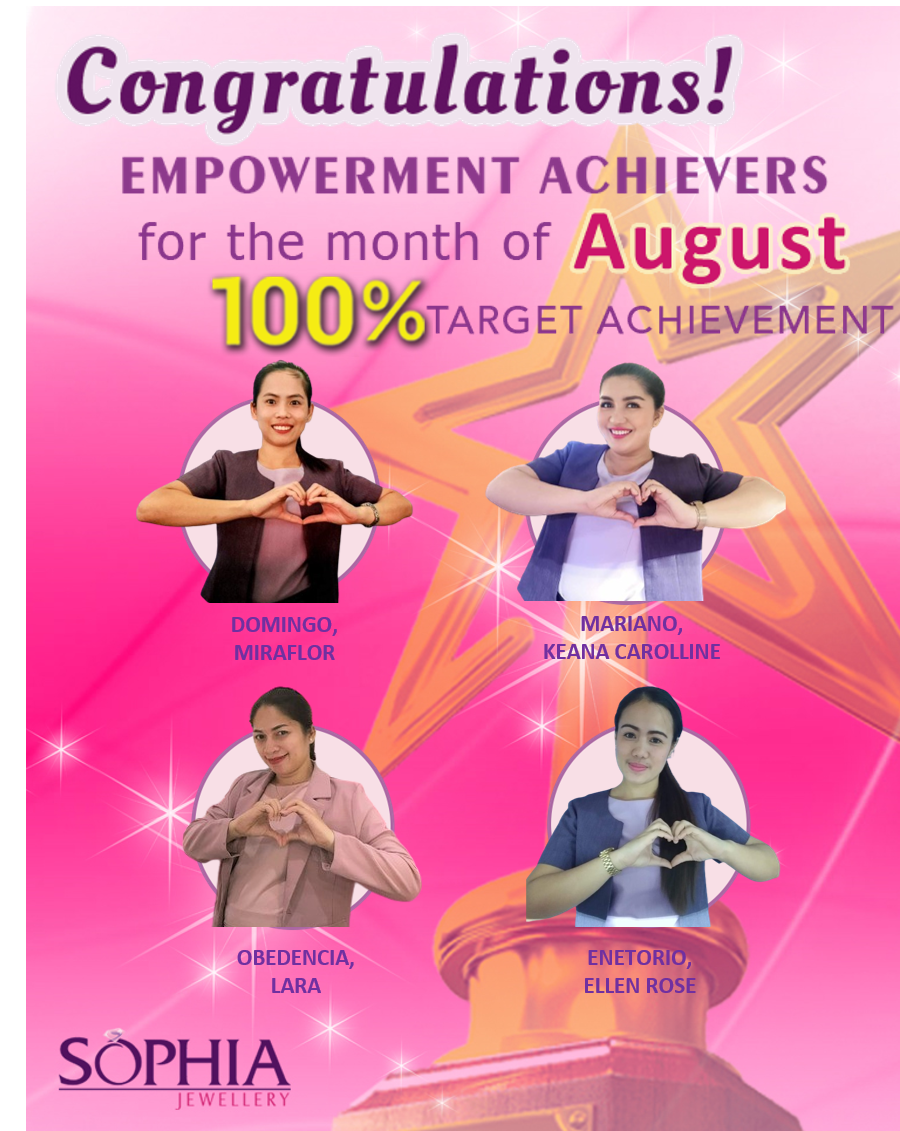 Congratulations!
EMPOWERMENT ACHIEVERS
for the month of August
100% TARGET ACHIEVEMENT
DOMINGO,
MIRAFLOR
MARIANO,
KEANA CAROLLINE
OBEDENCIA,
LARA
ENETORIO,
ELLEN ROSE
SOPHIA
JEWELLERY